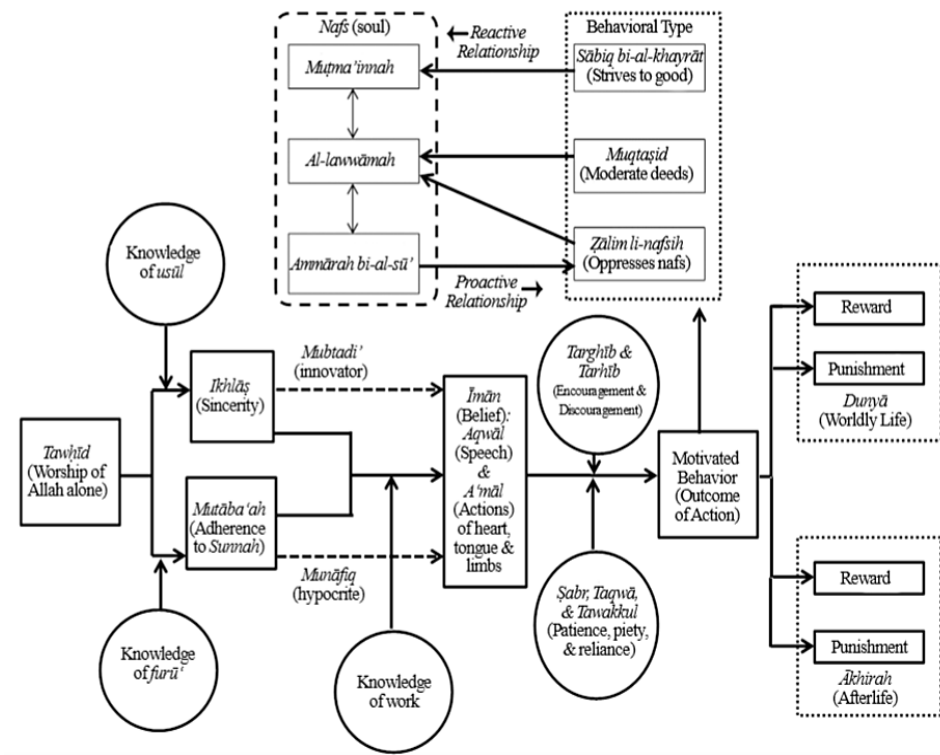 Nafs (soul)
Muṭma’innah
Al-lawwāmah
Ammārah bi-al-sū’
Reactive
Relationship
Proactive
Relationship
Behavioral Type
Sābiq bi-al-khayrāt
(Strives to good)
Muqtaṣid
(Moderate deeds)
Ẓālim li-nafsih
(Oppresses nafs)
Knowledge
of usūl
Ikhlāṣ
(Sincerity)
Mubtadi’
(innovator)
Tawḥīd
(Worship of
Allah alone)
Mutāba‘ah
(Adherence
to Sunnah)
Munāfiq
(hypocrite)
Knowledge
of furū‘
Knowledge
of work
Īmān
(Belief):
Aqwāl
(Speech)
&
A‘māl
(Actions)
of heart,
tongue &
limbs
Targhīb &
Tarhīb
(Encouragement &
Discouragement)
Ṣabr, Taqwā,
& Tawakkul
(Patience, piety,
& reliance)
Motivated
Behavior
(Outcome
of Action)
Reward
Punishment
Dunyā
(Worldly Life)
Reward
Punishment
Ākhirah
(Afterlife)